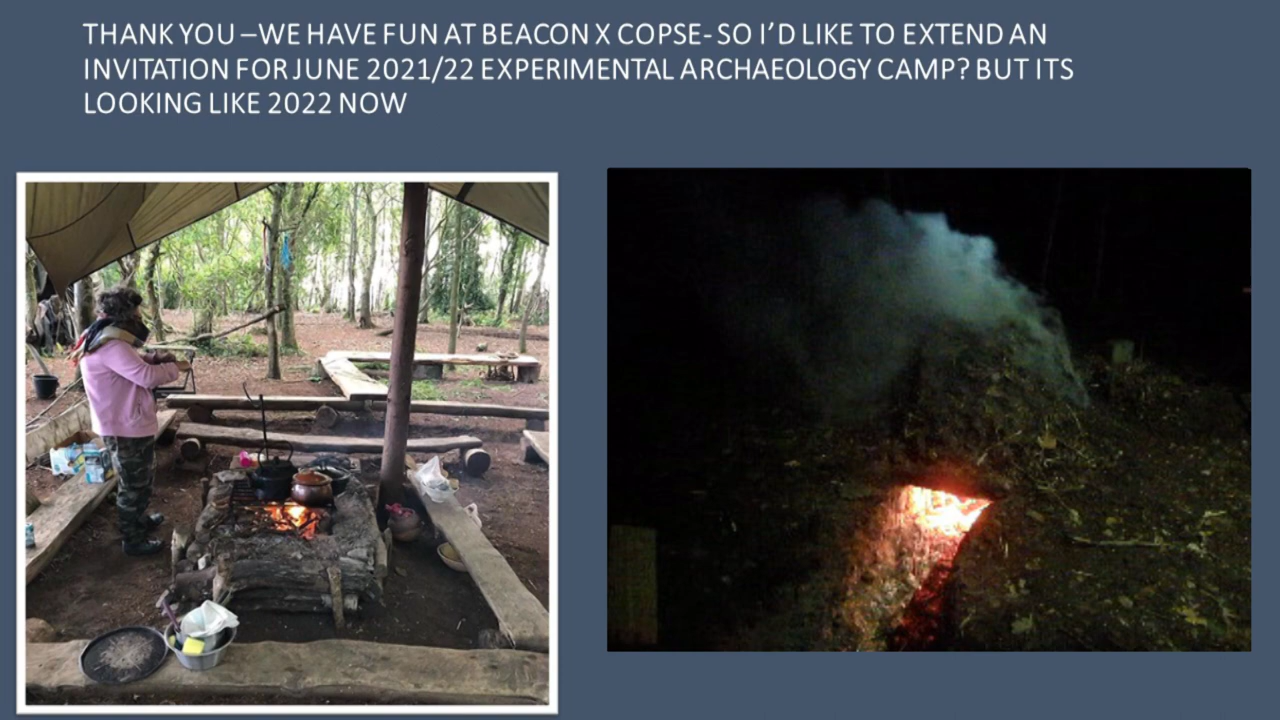 THANK YOU –WE HAVE FUN AT BEACON X COPSE- SO I'D LIKE TO EXTEND AN
INVITATION FOR JUNE 2021/22 EXPERIMENTAL ARCHAEOLOGY CAMP? BUT ITS
LOOKING LIKE 2022 NOW